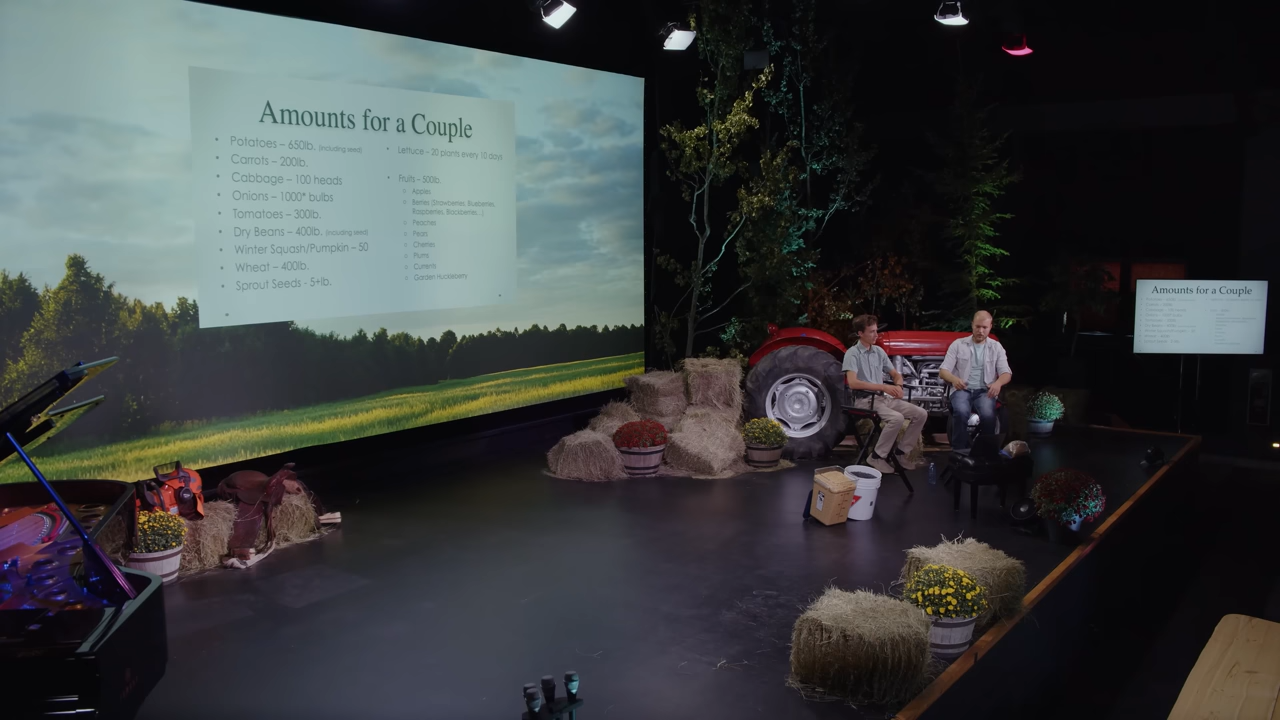 Amounts for a Couple
• Potatoes – 650lb. (including seed)
• Carrots – 200lb.
• Cabbage – 100 heads
• Onions – 1000* bulbs
• Tomatoes – 300lb.
• Dry Beans – 400lb. (including seed)
• Winter Squash/Pumpkin – 50
• Wheat – 400lb.
• Sprout Seeds - 5+lb.
• Lettuce – 20 plants every 10 days
• Fruits – 500lb.
○ Apples
○ Berries (Strawberries, Blueberries,
Raspberries, Blackberries...)
○ Peaches
○ Pears
○ Cherries
○ Plums
○ Currants
○ Garden Huckleberry
Amounts for a Couple